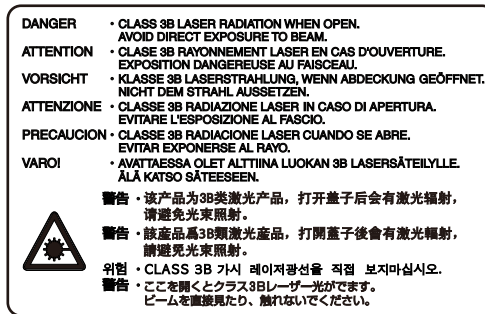 DANGER · CLASS 3B LASER RADIATION WHEN OPEN.
AVOID DIRECT EXPOSURE TO BEAM.
ATTENTION · CLASE 3B RAYONNEMENT LASER EN CAS D'OUVERTURE.
EXPOSITION DANGEREUSE AU FAISCEAU.
VORSICHT · KLASSE 3B LASERSTRAHLUNG, WENN ABDECKUNG GEÖFFNET.
NICHT DEM STRAHL AUSSETZEN.
ATTENZIONE · CLASSE 3B RADIAZIONE LASER IN CASO DI APERTURA.
EVITARE L'ESPOSIZIONE AL FASCIO.
PRECAUCION · CLASSE 3B RADIACIONE LASER CUANDO SE ABRE.
EVITAR EXPONERSE AL RAYO.
VARO! · AVATTAESSA OLET ALTTIINA LUOKAN 3B LASERSÄTEILYLLE.
ÄLÄ KATSO SÄTEESEEN.
警告 · 该产品为3B类激光产品，打开盖子后会有激光辐射，
请避免光束照射。
警告 · 該産品爲3B類激光産品，打開蓋子後會有激光輻射，
請避免光束照射。
위험 · CLASS 3B 가시 레이저광선을 직접 보지마십시오.
警告 · ここを開くとクラス3Bレーザー光がでます。
ビームを直接見たり、触れないでください。